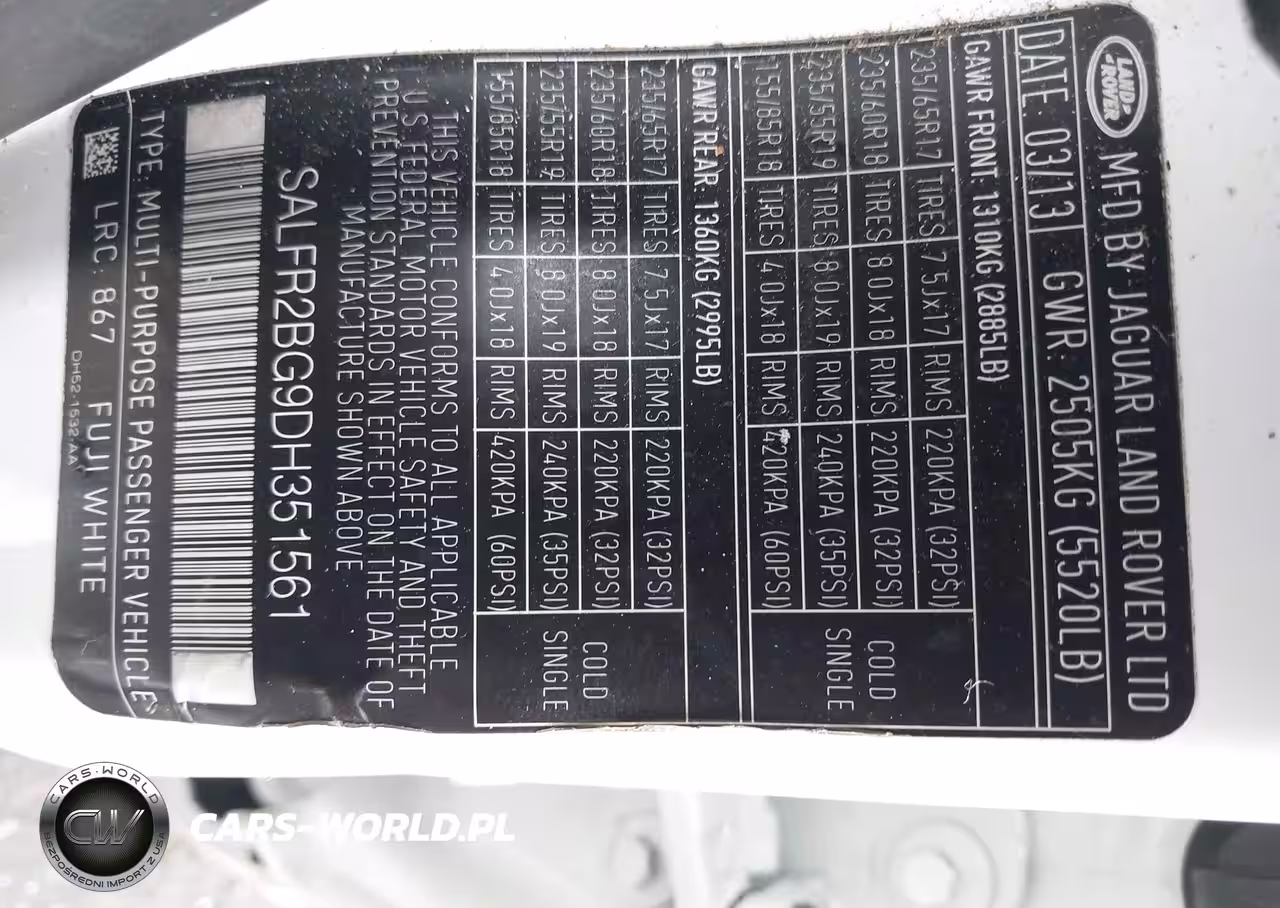 LAND ROVER
MFD BY JAGUAR LAND ROVER LTD
DATE: 03/13 GWR: 2505KG (5520LB)
GAWR FRONT: 1310KG (2885LB)
235/65R17 TIRES 7.5Jx17 RIMS 220KPA (32PSI)
235/60R18 TIRES 8.0Jx18 RIMS 220KPA (32PSI)
235/55R19 TIRES 8.0Jx19 RIMS 240KPA (35PSI)
155/85R18 TIRES 4.0Jx18 RIMS 420KPA (60PSI)
COLD
SINGLE
GAWR REAR: 1360KG (2995LB)
235/65R17 TIRES 7.5Jx17 RIMS 220KPA (32PSI)
235/60R18 TIRES 8.0Jx18 RIMS 220KPA (32PSI)
235/55R19 TIRES 8.0Jx19 RIMS 240KPA (35PSI)
155/85R18 TIRES 4.0Jx18 RIMS 420KPA (60PSI)
COLD
SINGLE
THIS VEHICLE CONFORMS TO ALL APPLICABLE
U.S FEDERAL MOTOR VEHICLE SAFETY AND THEFT
PREVENTION STANDARDS IN EFFECT ON THE DATE OF
MANUFACTURE SHOWN ABOVE
SALFR2BG9DH351561
TYPE: MULTI-PURPOSE PASSENGER VEHICLE
LRC: 867 FUJI WHITE
DH52-1532-AA
CARS-WORLD
CW
BEZPOŚREDNI IMPORT Z USA
CARS-WORLD.PL